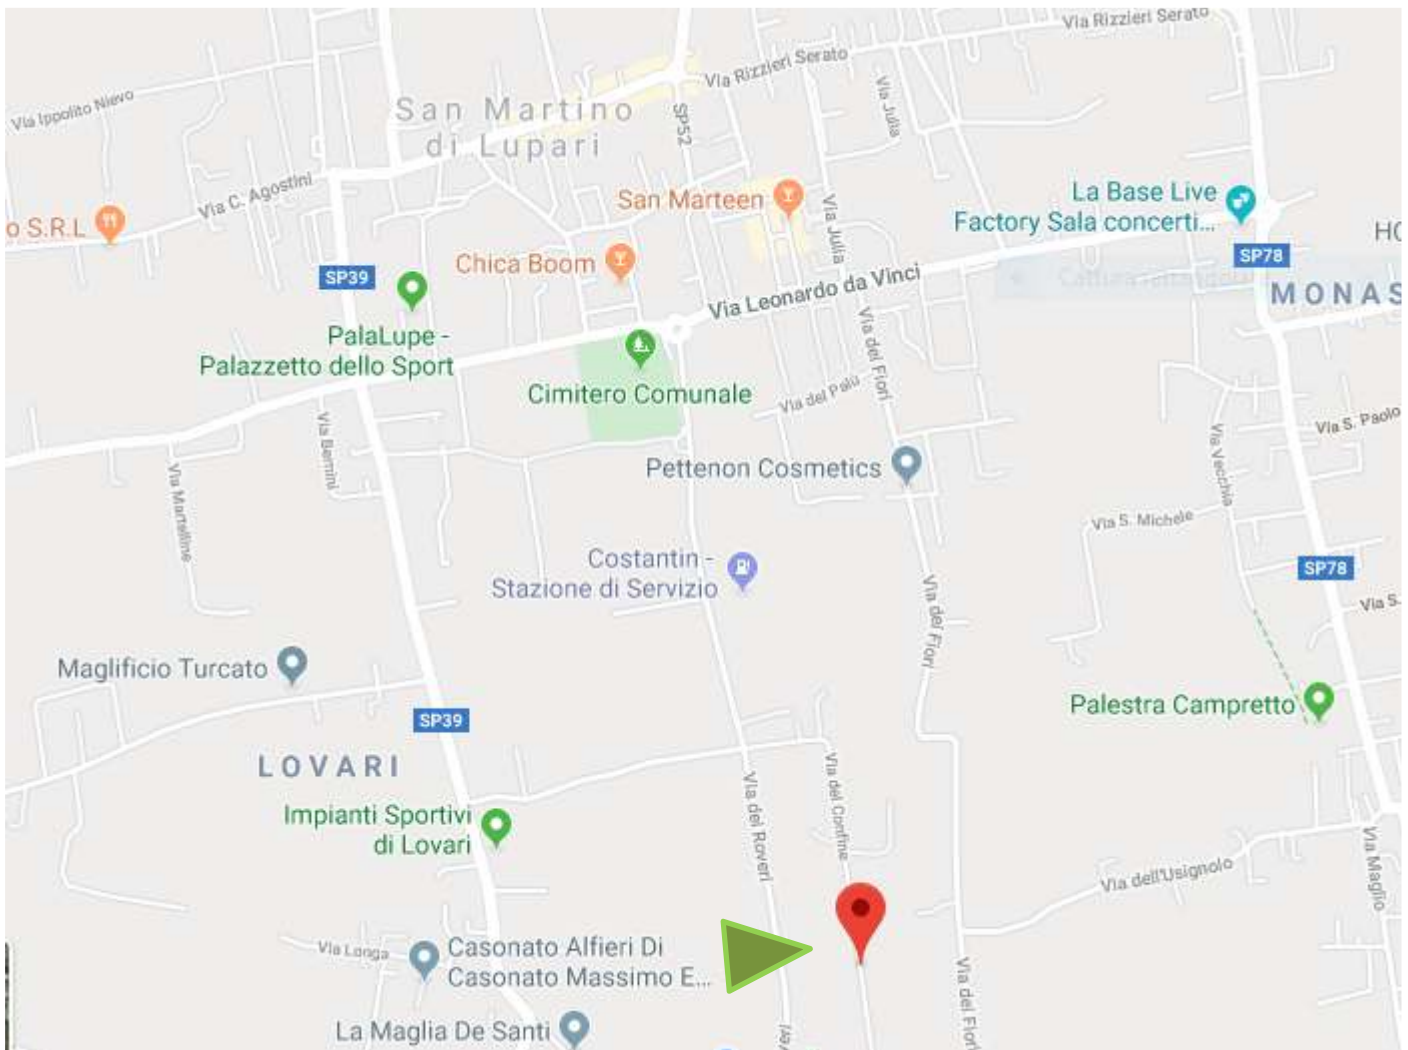 Via Rizzieri Serato
Via Rizzieri Serato
Via Ippolito Nievo
San Martino
di Lupari
SP52
Via Julia
Via C. Agostini
San Marteen
La Base Live
Factory Sala concerti...
o S.R.L
Via Julia
HO
SP39
Chica Boom
SP78
MONAS
Via Leonardo da Vinci
PalaLupe -
Palazzetto dello Sport
Cimitero Comunale
Via dei Fiori
Via del Palù
Via Bernini
Via S. Paolo
Via Vecchia
Pettenon Cosmetics
Via Martelline
Via S. Michele
Costantin -
Stazione di Servizio
SP78
Via dei Fiori
Via S.
Maglificio Turcato
Palestra Campretto
SP39
LOVARI
Via dei Roveri
Via del Confine
Impianti Sportivi
di Lovari
Via Maglio
Via dell'Usignolo
Via Longa
Casonato Alfieri Di
Casonato Massimo E...
Via dei Fiori
La Maglia De Santi